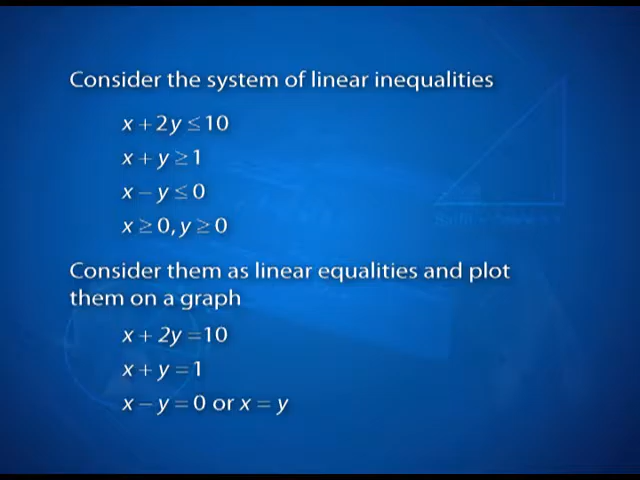 Consider the system of linear inequalities
x + 2y ≤ 10
x + y ≥ 1
x − y ≤ 0
x ≥ 0, y ≥ 0
Consider them as linear equalities and plot
them on a graph
x + 2y = 10
x + y = 1
x − y = 0 or x = y